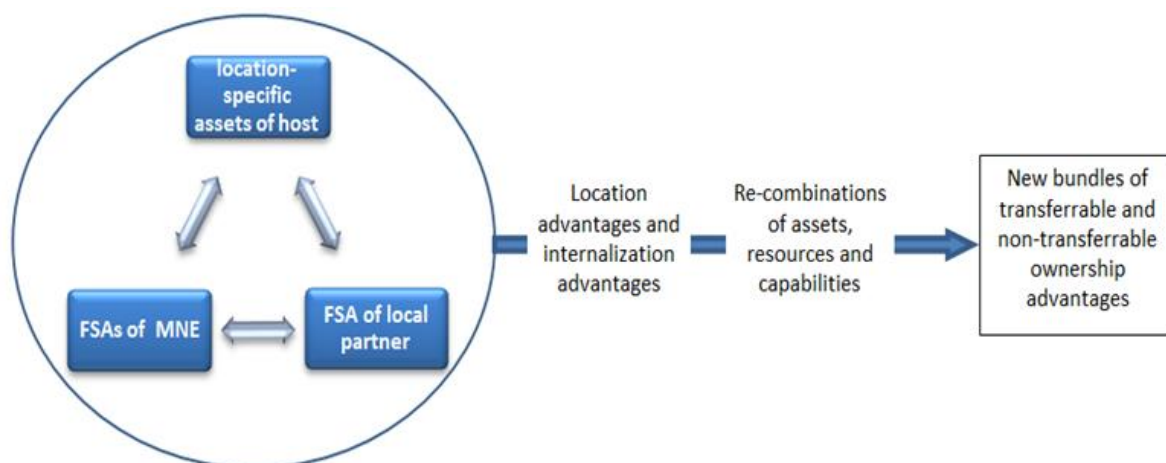 location-
specific
assets of host
FSAs of MNE
FSA of local
partner
Location
advantages and
internalization
advantages
Re-combinations
of assets,
resources and
capabilities
New bundles of
transferrable and
non-transferrable
ownership
advantages